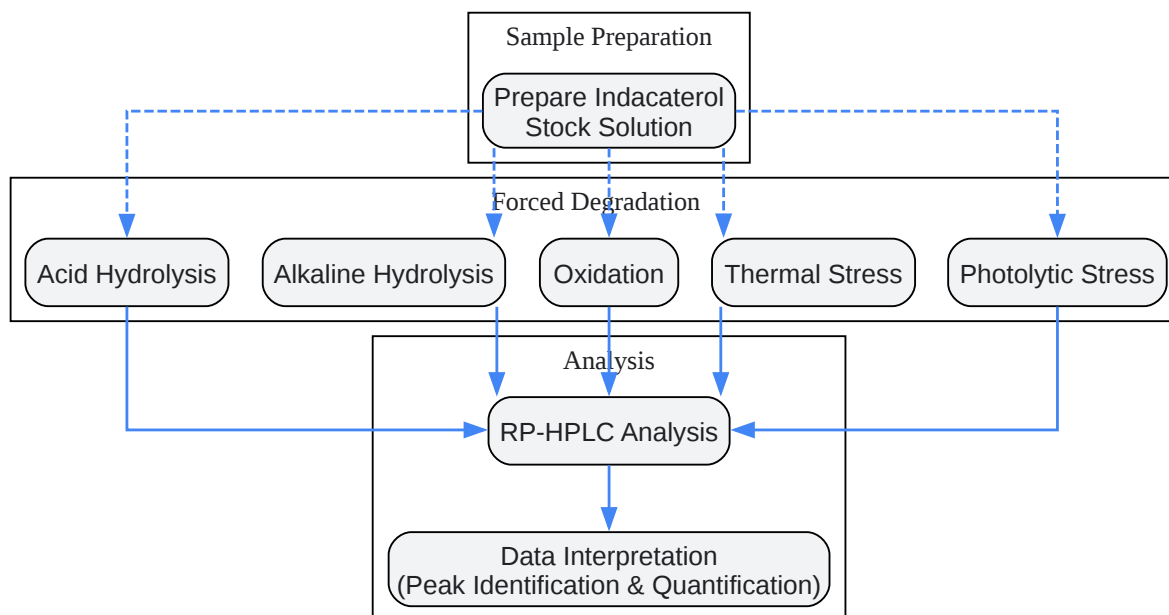 Sample Preparation
Prepare Indacaterol
Stock Solution
Forced Degradation
Acid Hydrolysis
Alkaline Hydrolysis
Oxidation
Thermal Stress
Photolytic Stress
Analysis
RP-HPLC Analysis
Data Interpretation
(Peak Identification & Quantification)